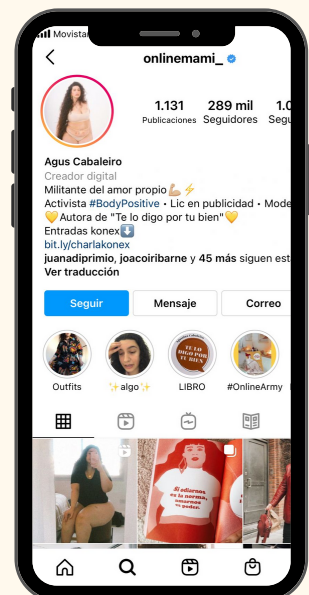 Movistar
onlinemami_
1.131 289 mil 1.0
Publicaciones Seguidores Segu
Agus Cabaleiro
Creador digital
Militante del amor propio💪🏼⚡
Activista #BodyPositive • Lic en publicidad • Mode
💛Autora de "Te lo digo por tu bien"💛
Entradas konex⬇️
bit.ly/charlakonex
juanadiprimio, joacoiribarne y 45 más siguen est
Ver traducción
Seguir Mensaje Correo
TE LO
DIGO POR
TU BIEN
Outfits ✨algo✨ LIBRO #OnlineArmy
Si odiarnos
es la norma,
amarnos
es poder.